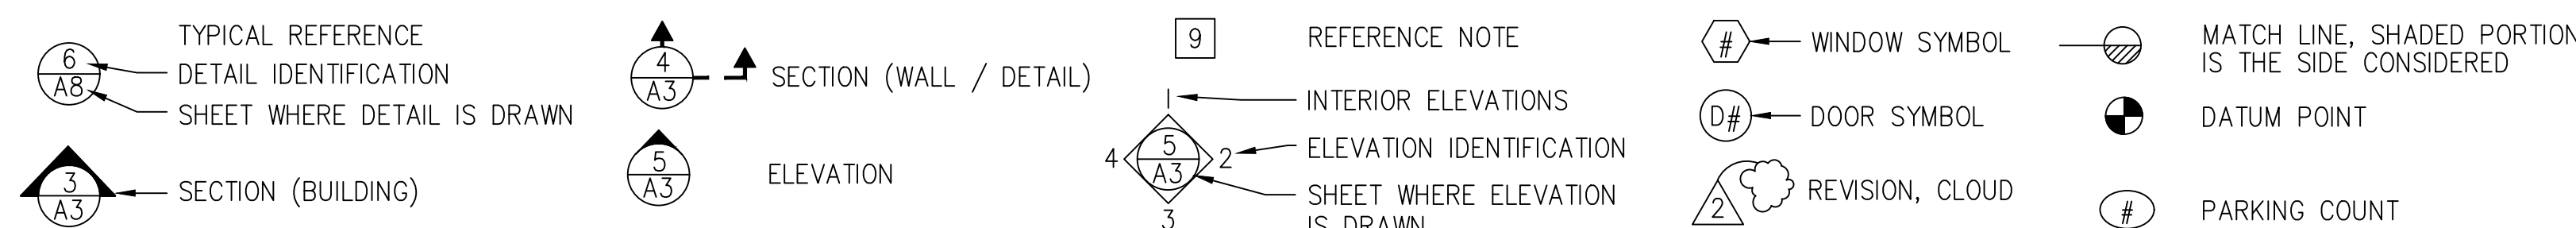 6
A8
TYPICAL REFERENCE
DETAIL IDENTIFICATION
SHEET WHERE DETAIL IS DRAWN
3
A3
SECTION (BUILDING)
4
A3
SECTION (WALL / DETAIL)
5
A3
ELEVATION
9
REFERENCE NOTE
1
INTERIOR ELEVATIONS
4
5
A3
2
3
ELEVATION IDENTIFICATION
SHEET WHERE ELEVATION
IS DRAWN
#
WINDOW SYMBOL
D#
DOOR SYMBOL
2
REVISION, CLOUD
MATCH LINE, SHADED PORTION
IS THE SIDE CONSIDERED
DATUM POINT
#
PARKING COUNT